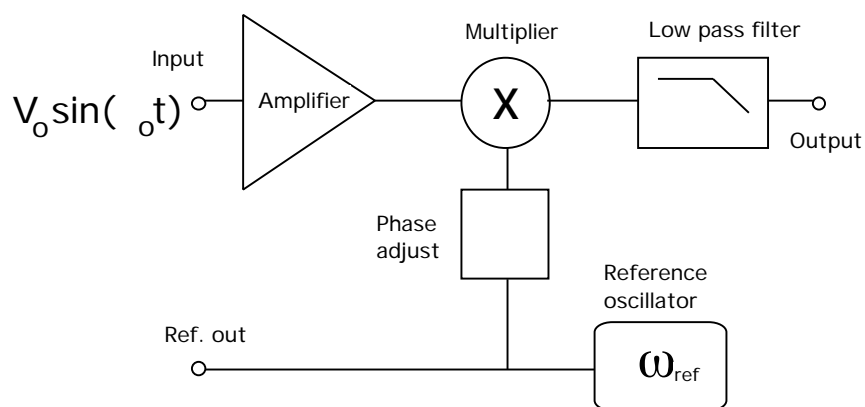 Multiplier
Low pass filter
Input
Amplifier
Vosin( ot)
X
Output
Phase
adjust
Reference
oscillator
Ref. out
ωref